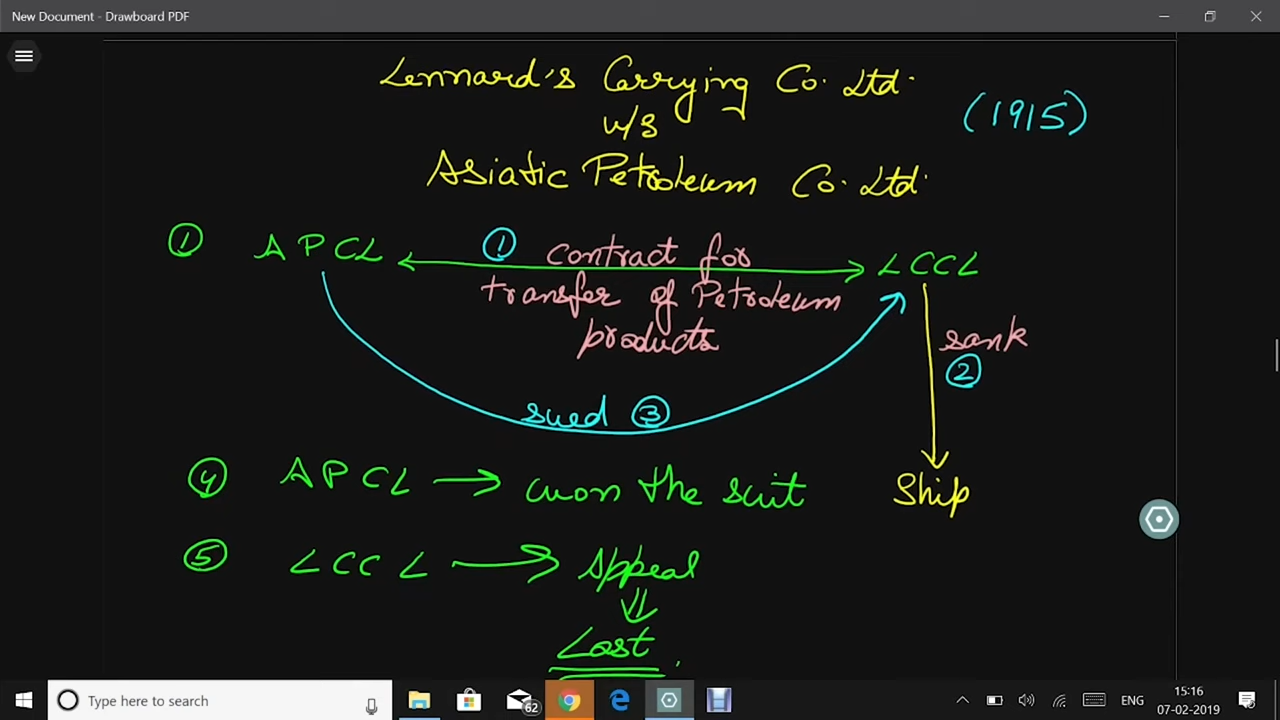 New Document - Drawboard PDF
Lennard's Carrying Co. Ltd.
v/s
(1915)
Asiatic Petroleum Co. Ltd.
① APCL ① contract for LCCL
transfer of Petroleum
products
sank
②
sued ③
④ APCL → won the suit
Ship
⑤ LCCL → Appeal
Lost
Type here to search
62
ENG
15:16
07-02-2019